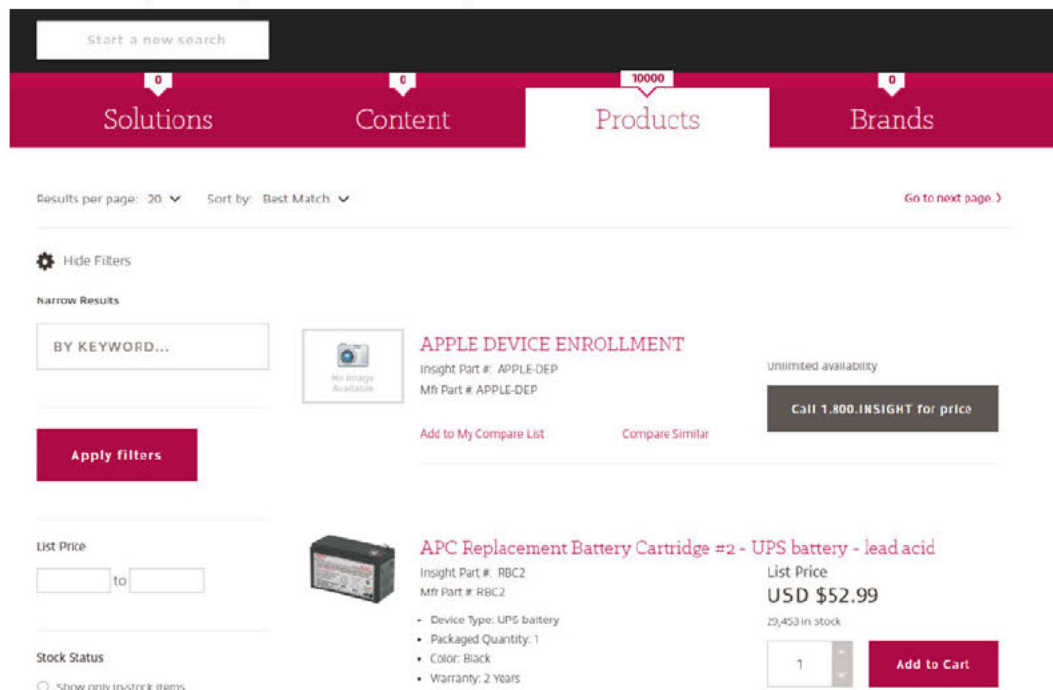 Start a new search
0 0 10000 0
Solutions Content Products Brands
Results per page: 20 Sort by: Best Match Go to next page. ›
Hide Filters
Narrow Results
BY KEYWORD...
Apply filters
List Price
to
Stock Status
Show only in-stock items
No Image
Available
APPLE DEVICE ENROLLMENT
Insight Part #: APPLE-DEP
Mfr Part #: APPLE-DEP
Add to My Compare List Compare Similar
Unlimited availability
Call 1.800.INSIGHT for price
APC Replacement Battery Cartridge #2 - UPS battery - lead acid
Insight Part #: RBC2
Mfr Part #: RBC2
Device Type: UPS battery
Packaged Quantity: 1
Color: Black
Warranty: 2 Years
List Price
USD $52.99
29,453 in stock
1 Add to Cart